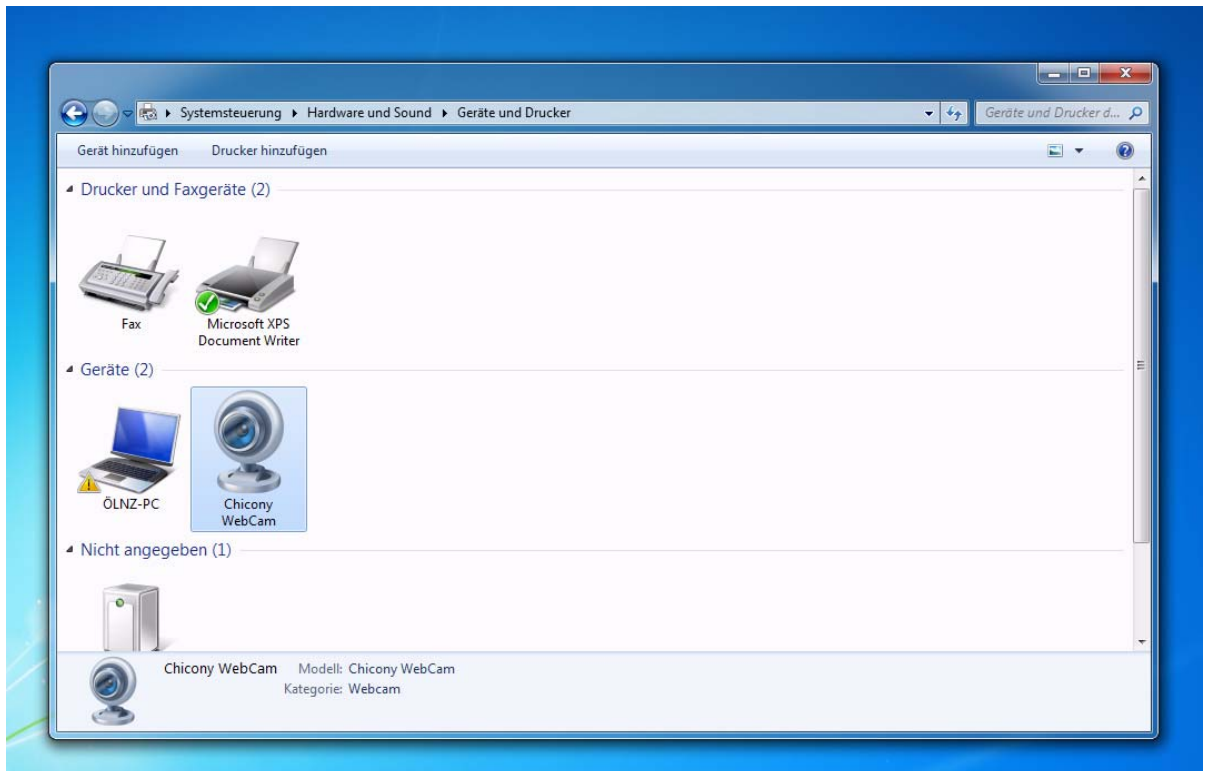 Systemsteuerung Hardware und Sound Geräte und Drucker
Geräte und Drucker d...
Gerät hinzufügen Drucker hinzufügen
Drucker und Faxgeräte (2)
Fax
Microsoft XPS
Document Writer
Geräte (2)
ÖLNZ-PC
Chicony
WebCam
Nicht angegeben (1)
Chicony WebCam Modell: Chicony WebCam
Kategorie: Webcam